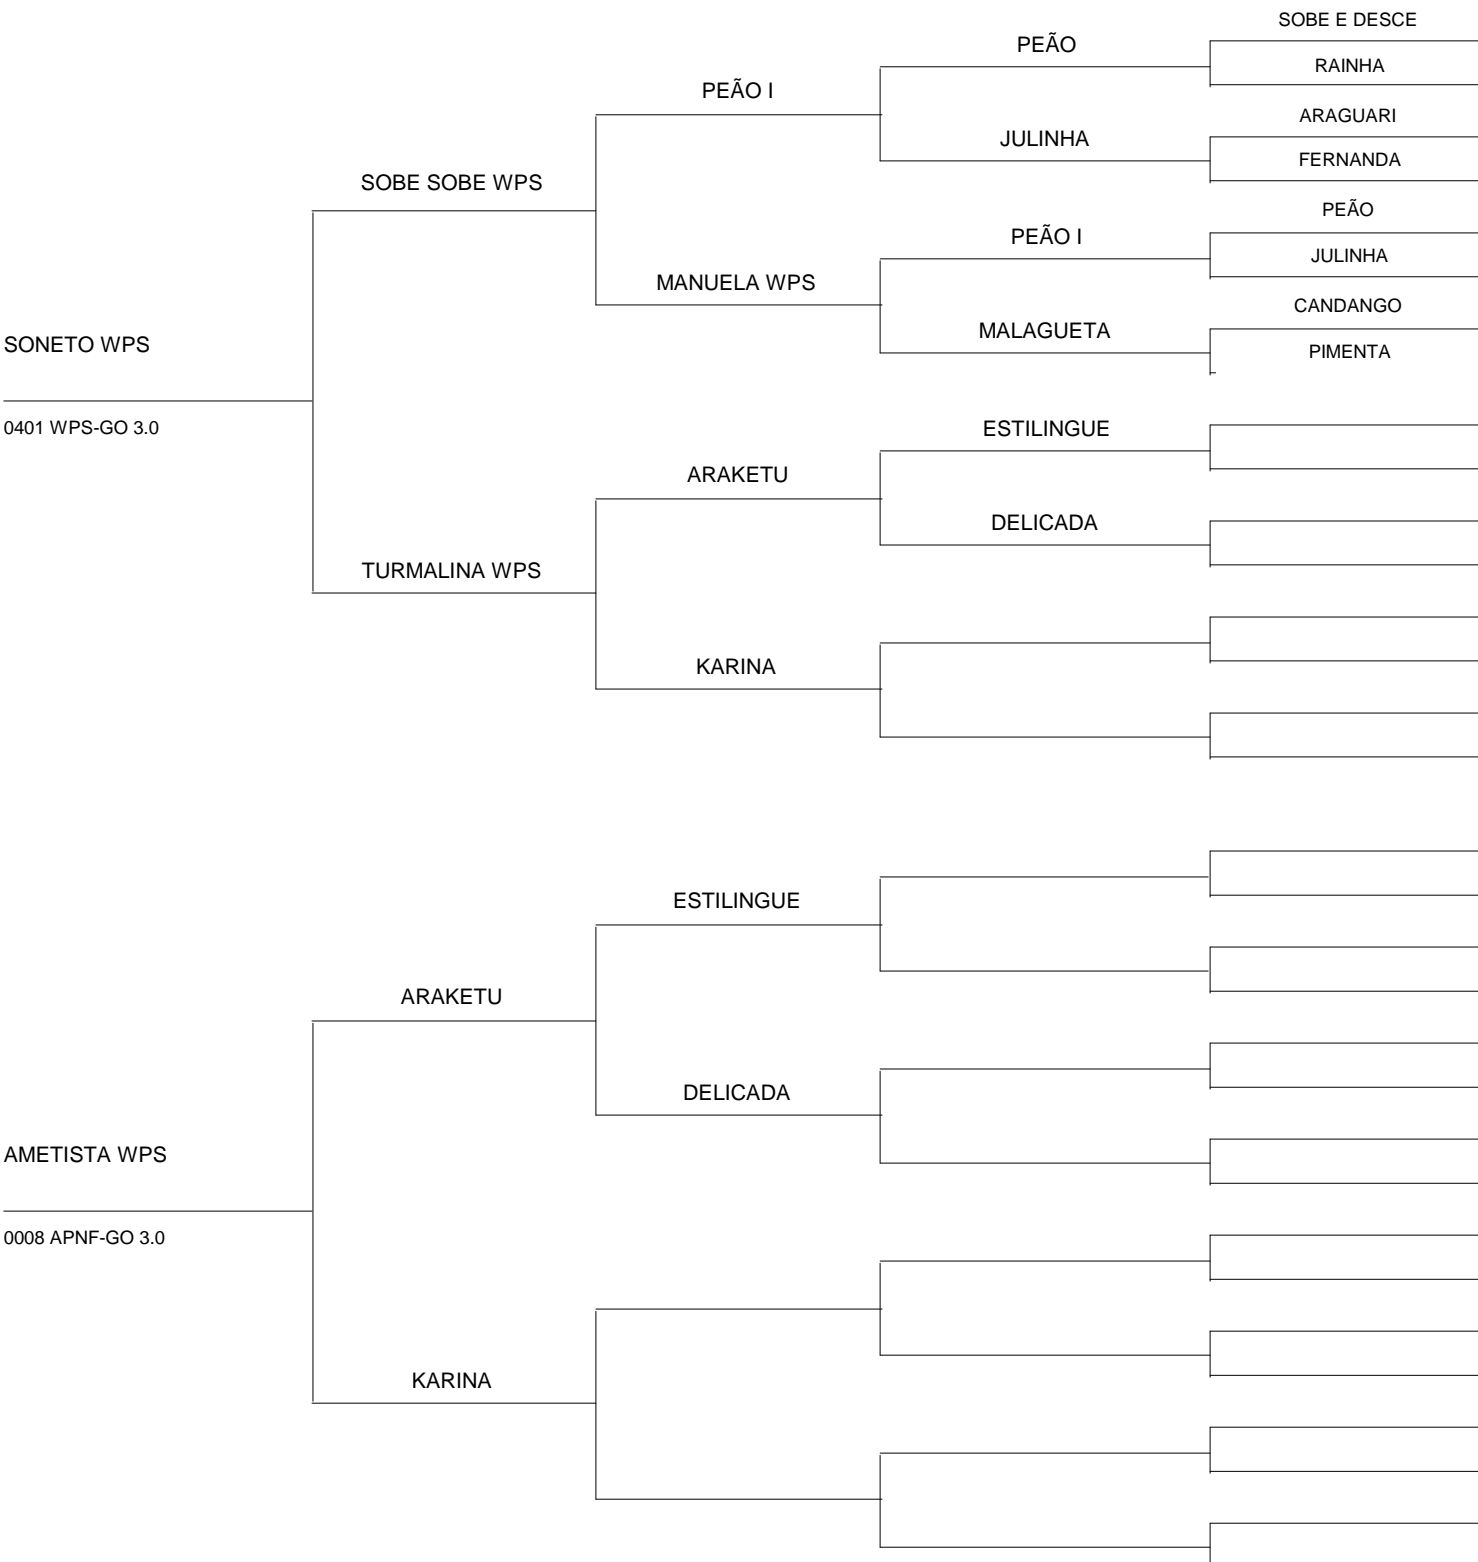 SOBE E DESCE
PEÃO
RAINHA
PEÃO I
ARAGUARI
JULINHA
FERNANDA
SOBE SOBE WPS
PEÃO
PEÃO I
JULINHA
MANUELA WPS
CANDANGO
MALAGUETA
SONETO WPS
PIMENTA
0401 WPS-GO 3.0
ESTILINGUE
ARAKETU
DELICADA
TURMALINA WPS
KARINA
ESTILINGUE
ARAKETU
DELICADA
AMETISTA WPS
0008 APNF-GO 3.0
KARINA